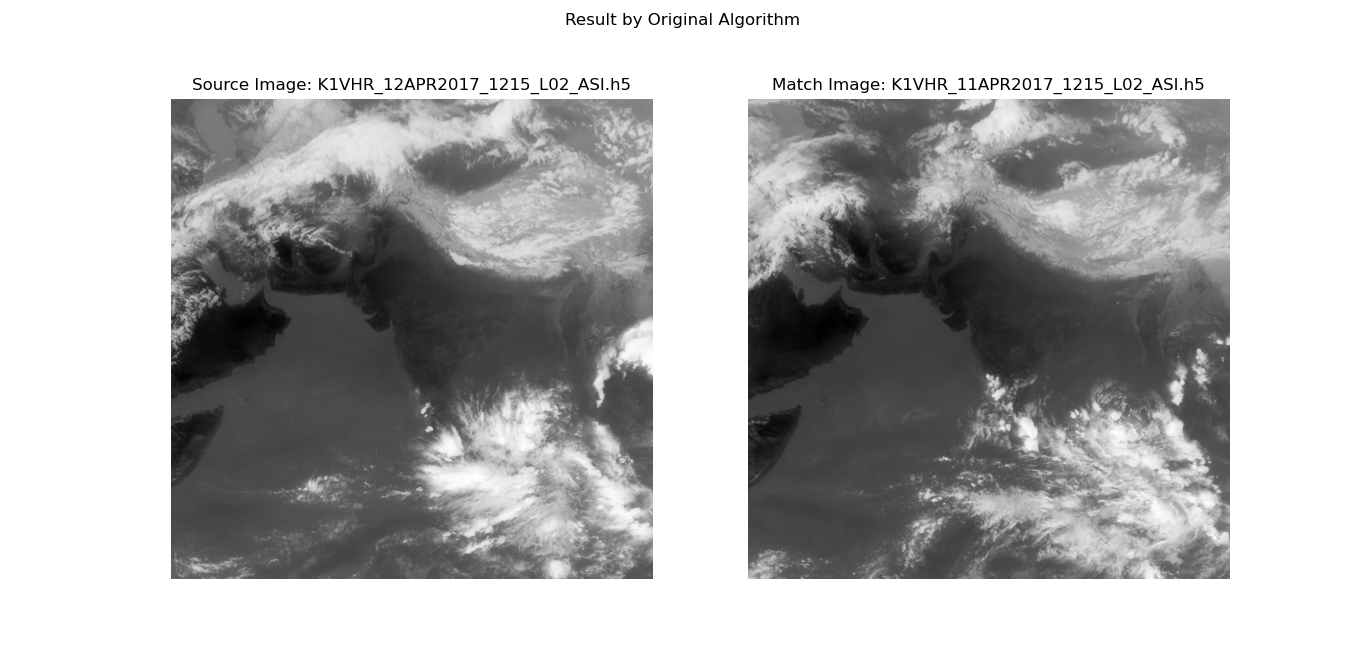 Result by Original Algorithm
Source Image: K1VHR_12APR2017_1215_L02_ASI.h5
Match Image: K1VHR_11APR2017_1215_L02_ASI.h5